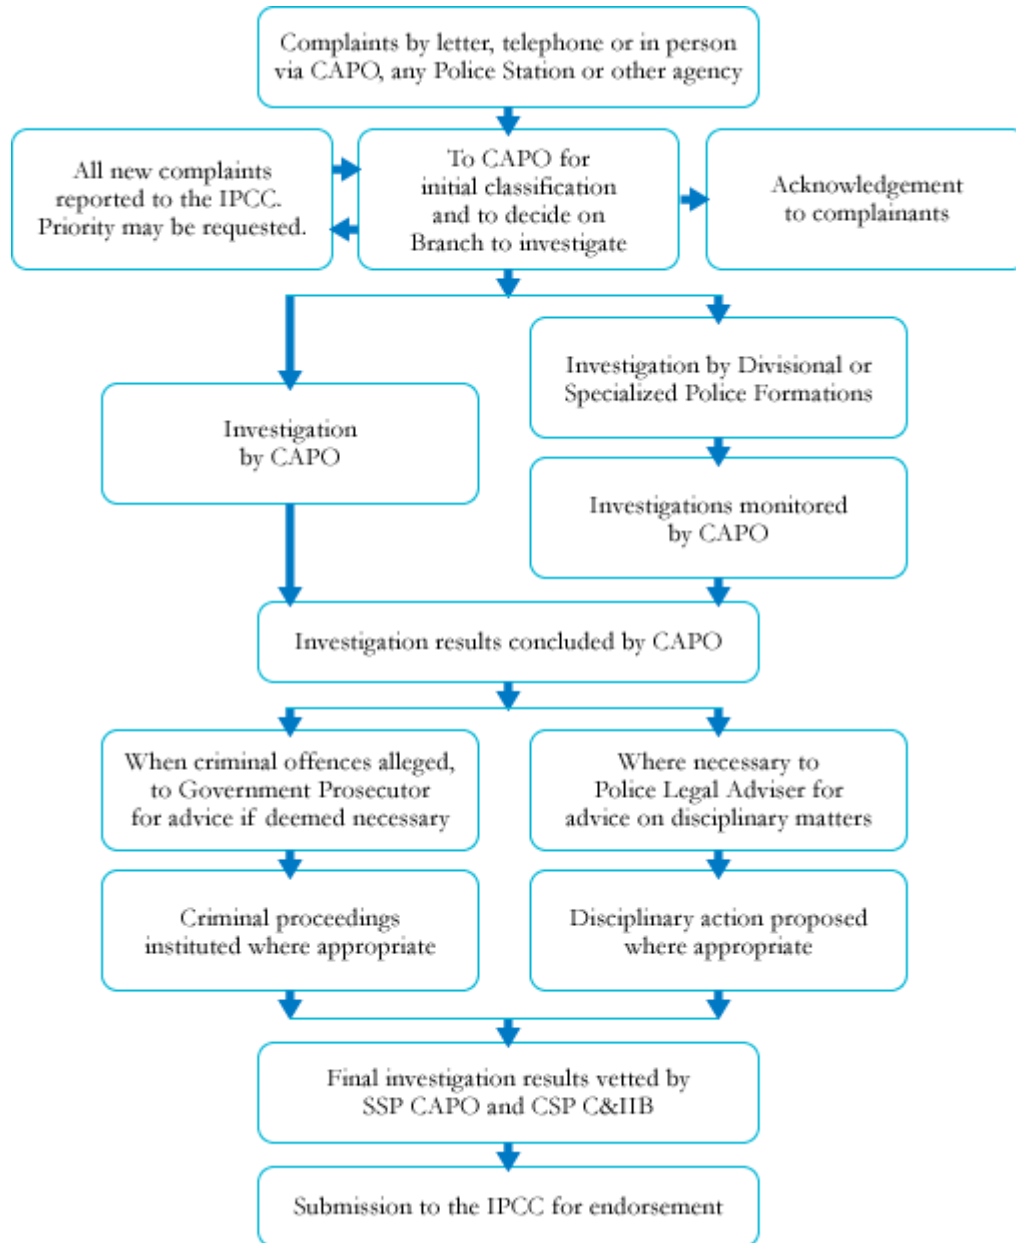 Complaints by letter, telephone or in person
via CAPO, any Police Station or other agency
All new complaints
reported to the IPCC.
Priority may be requested.
To CAPO for
initial classification
and to decide on
Branch to investigate
Acknowledgement
to complainants
Investigation by Divisional or
Specialized Police Formations
Investigation
by CAPO
Investigations monitored
by CAPO
Investigation results concluded by CAPO
When criminal offences alleged,
to Government Prosecutor
for advice if deemed necessary
Where necessary to
Police Legal Adviser for
advice on disciplinary matters
Criminal proceedings
instituted where appropriate
Disciplinary action proposed
where appropriate
Final investigation results vetted by
SSP CAPO and CSP C&IIB
Submission to the IPCC for endorsement